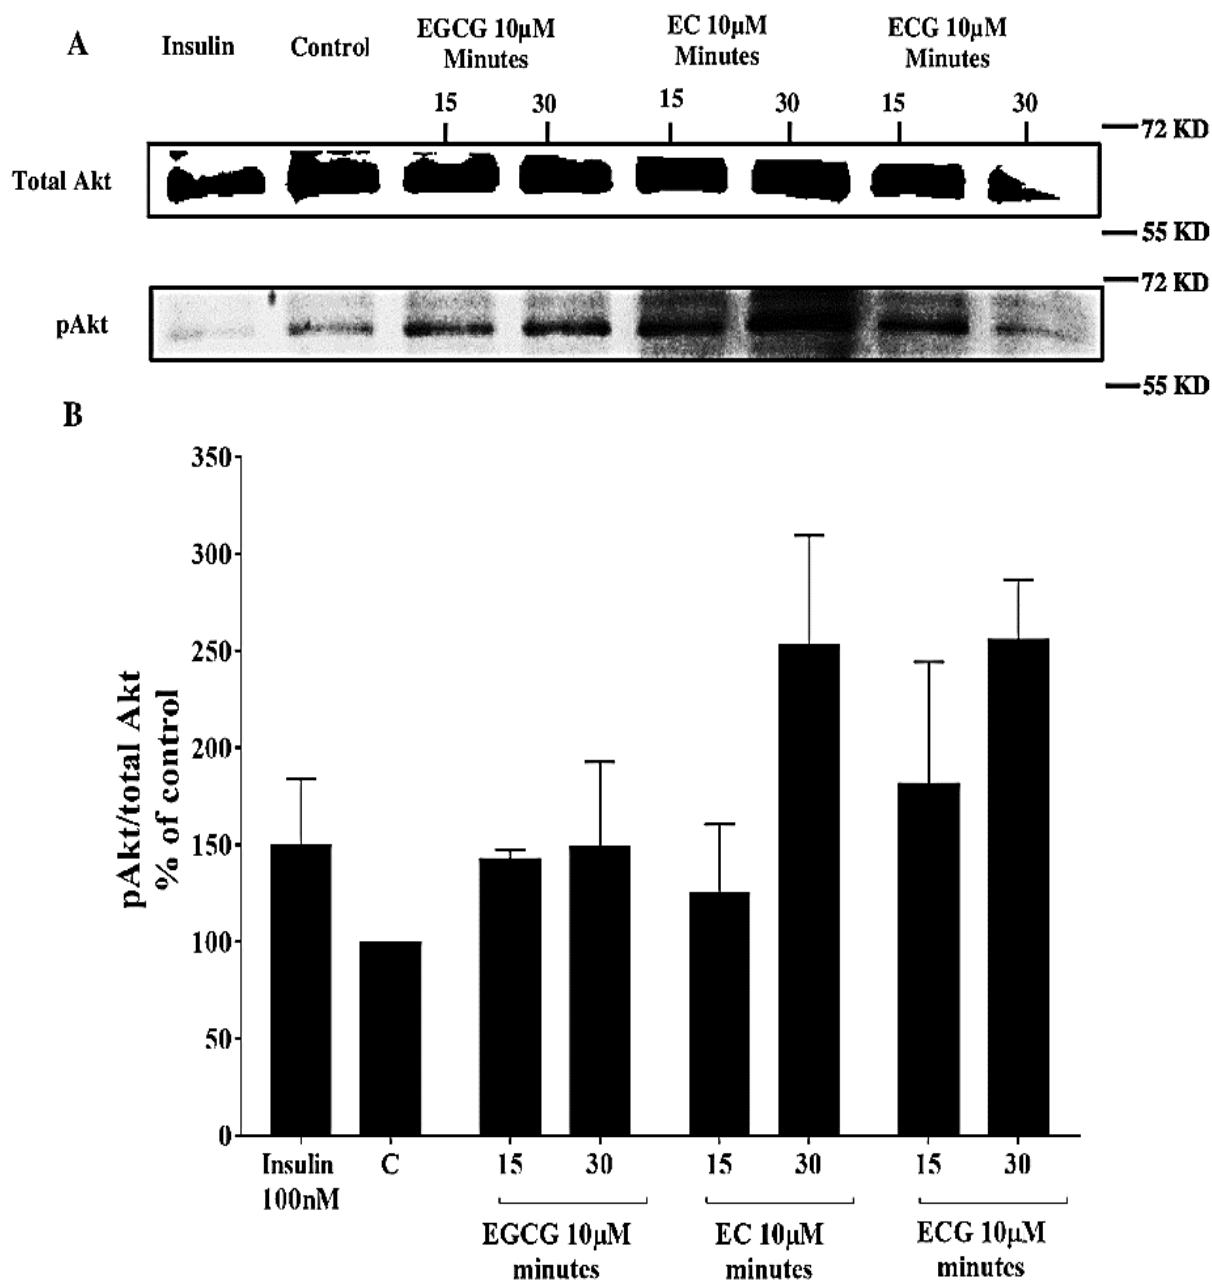 A
Insulin
Control
EGCG 10μM
Minutes
EC 10μM
Minutes
ECG 10μM
Minutes
15
30
15
30
15
30
72 KD
Total Akt
55 KD
72 KD
pAkt
55 KD
B
350
300
250
200
150
100
50
0
pAkt/total Akt
% of control
Insulin
100nM
C
15
30
15
30
15
30
EGCG 10μM
minutes
EC 10μM
minutes
ECG 10μM
minutes